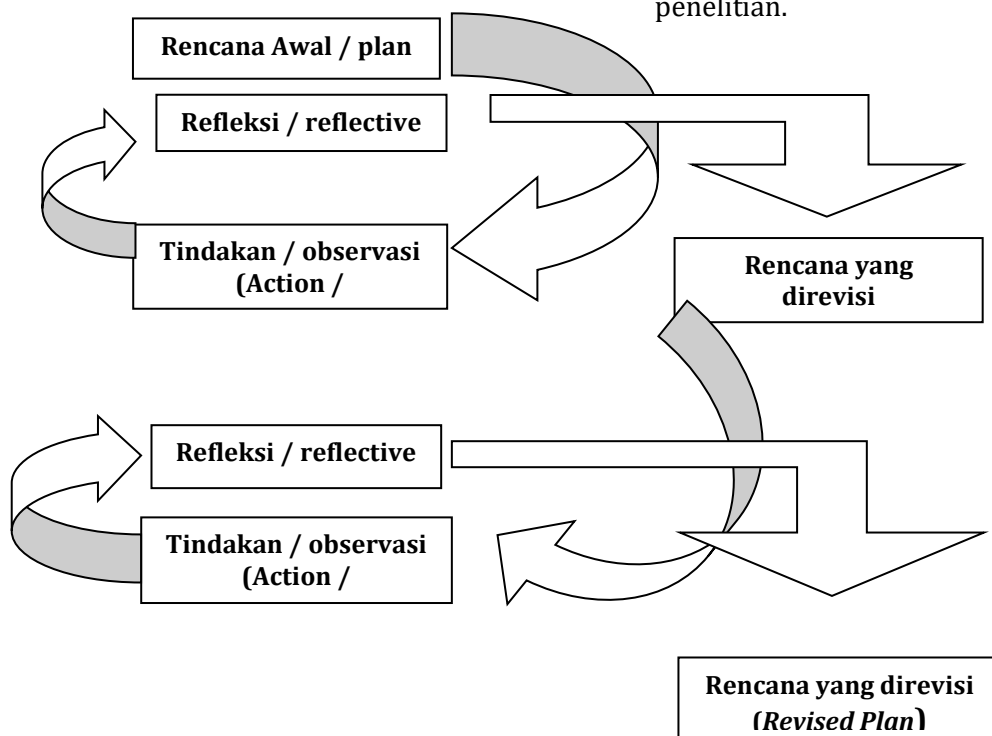 penelitian.
Rencana Awal / plan
Refleksi / reflective
Tindakan / observasi
(Action /
Rencana yang
direvisi
Refleksi / reflective
Tindakan / observasi
(Action /
Rencana yang direvisi
(Revised Plan)